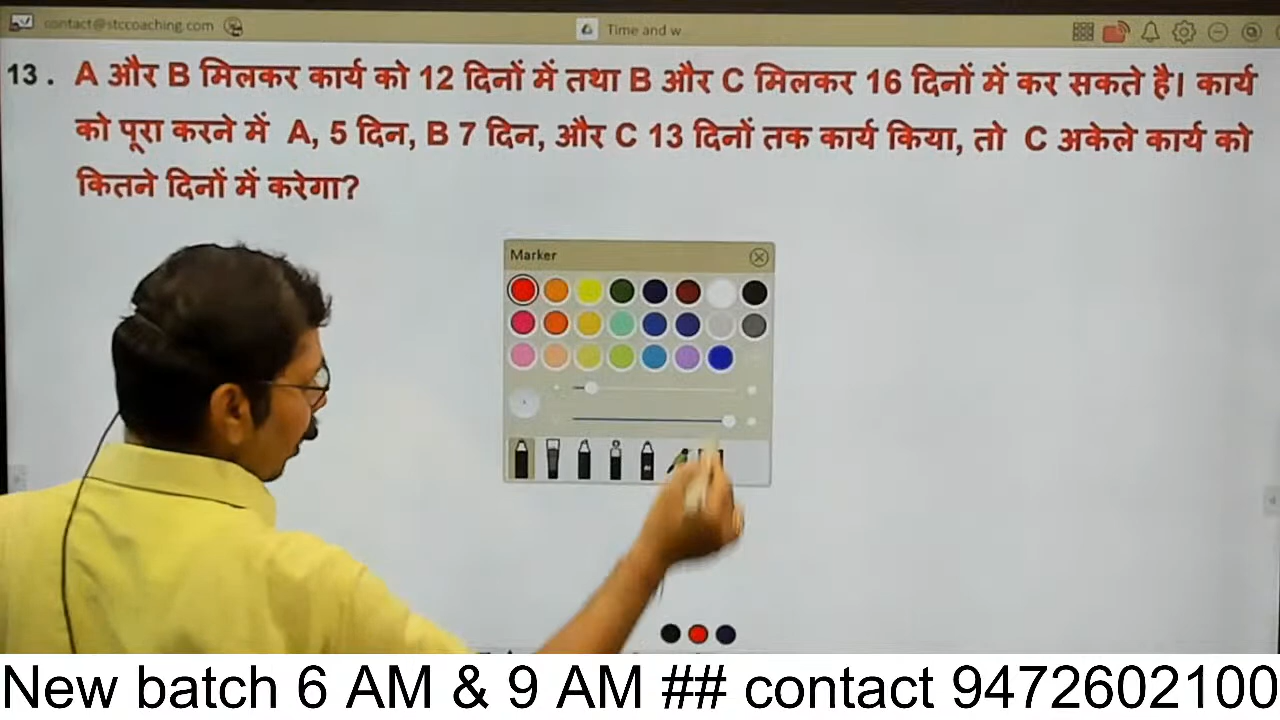 contact@stccoaching.com
Time and w...
13 . A और B मिलकर कार्य को 12 दिनों में तथा B और C मिलकर 16 दिनों में कर सकते है। कार्य
को पूरा करने में A, 5 दिन, B 7 दिन, और C 13 दिनों तक कार्य किया, तो C अकेले कार्य को
कितने दिनों में करेगा?
Marker
New batch 6 AM & 9 AM ## contact 9472602100